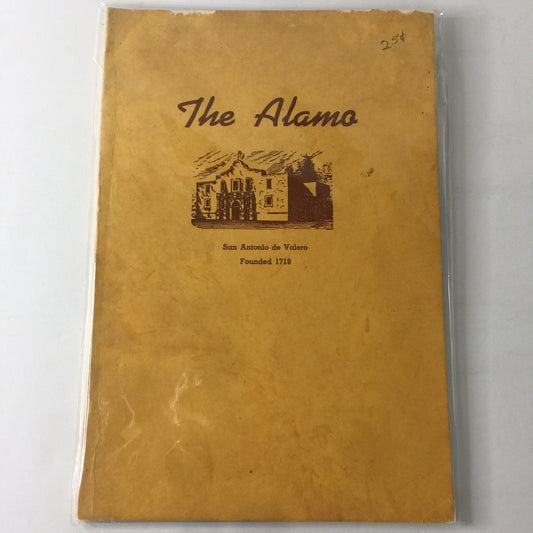 25¢
The Alamo
San Antonio de Valero
Founded 1718